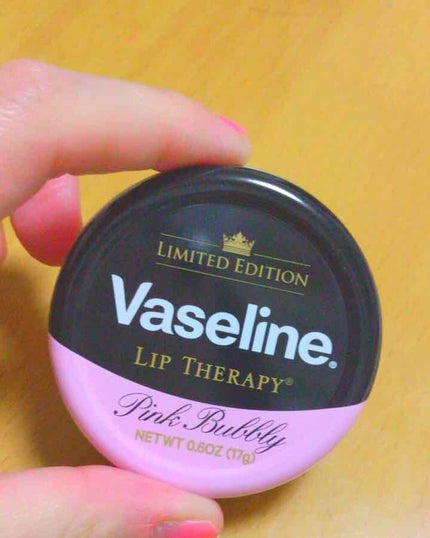 LIMITED EDITION
Vaseline.®
LIP THERAPY®
Pink Bubbly
NET WT 0.6OZ (17g)